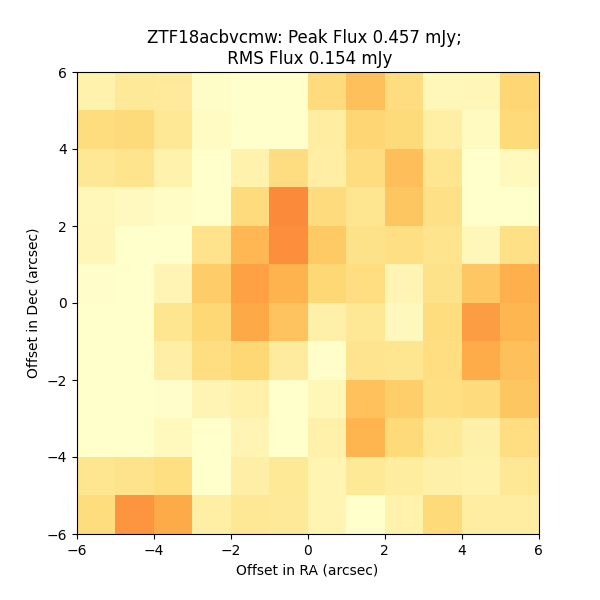 ZTF18acbvcmw: Peak Flux 0.457 mJy;
RMS Flux 0.154 mJy
6
4
2
0
−2
−4
−6
Offset in Dec (arcsec)
−6 −4 −2 0 2 4 6
Offset in RA (arcsec)